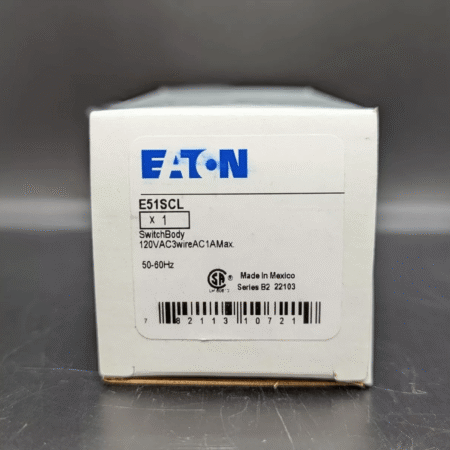 EATON
E51SCL
X 1
SwitchBody
120VAC3wireAC1AMax.
50-60Hz
Made In Mexico
Series B2 22103
7 82113 10721